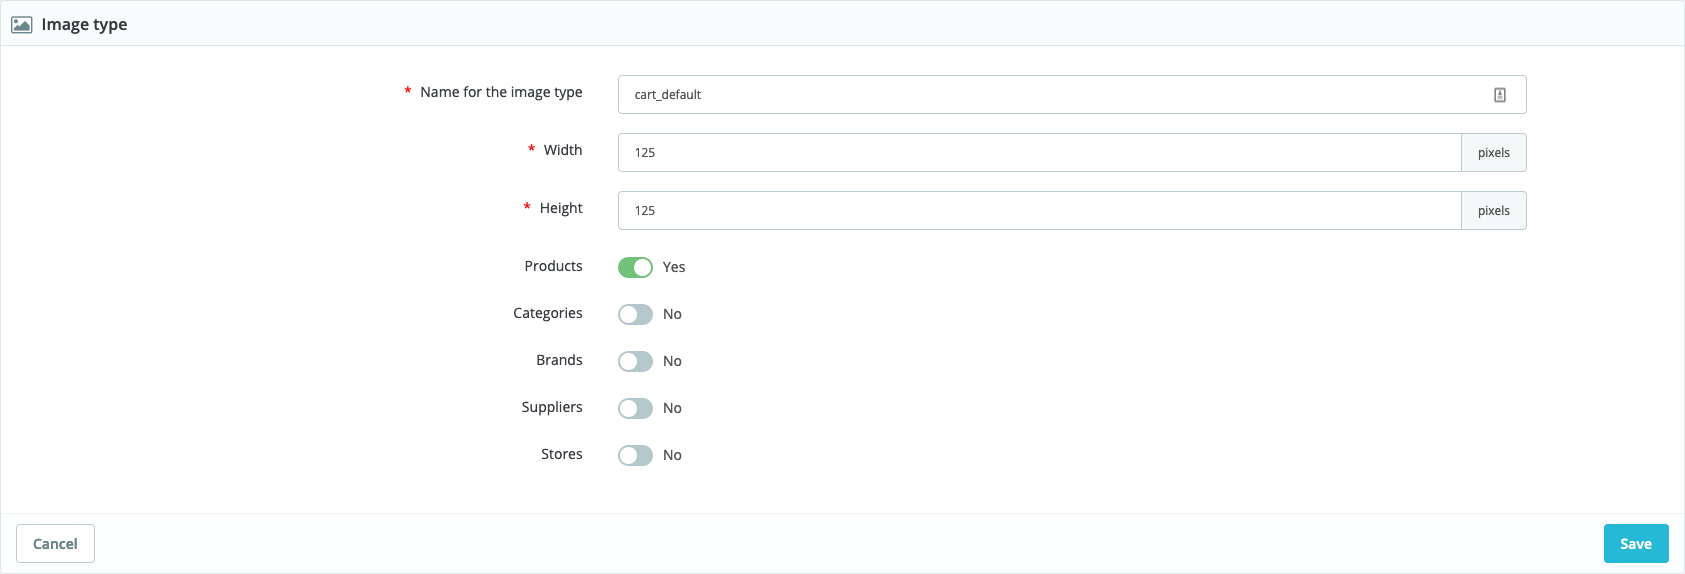 Image type
* Name for the image type cart_default
* Width 125 pixels
* Height 125 pixels
Products Yes
Categories No
Brands No
Suppliers No
Stores No
Cancel Save